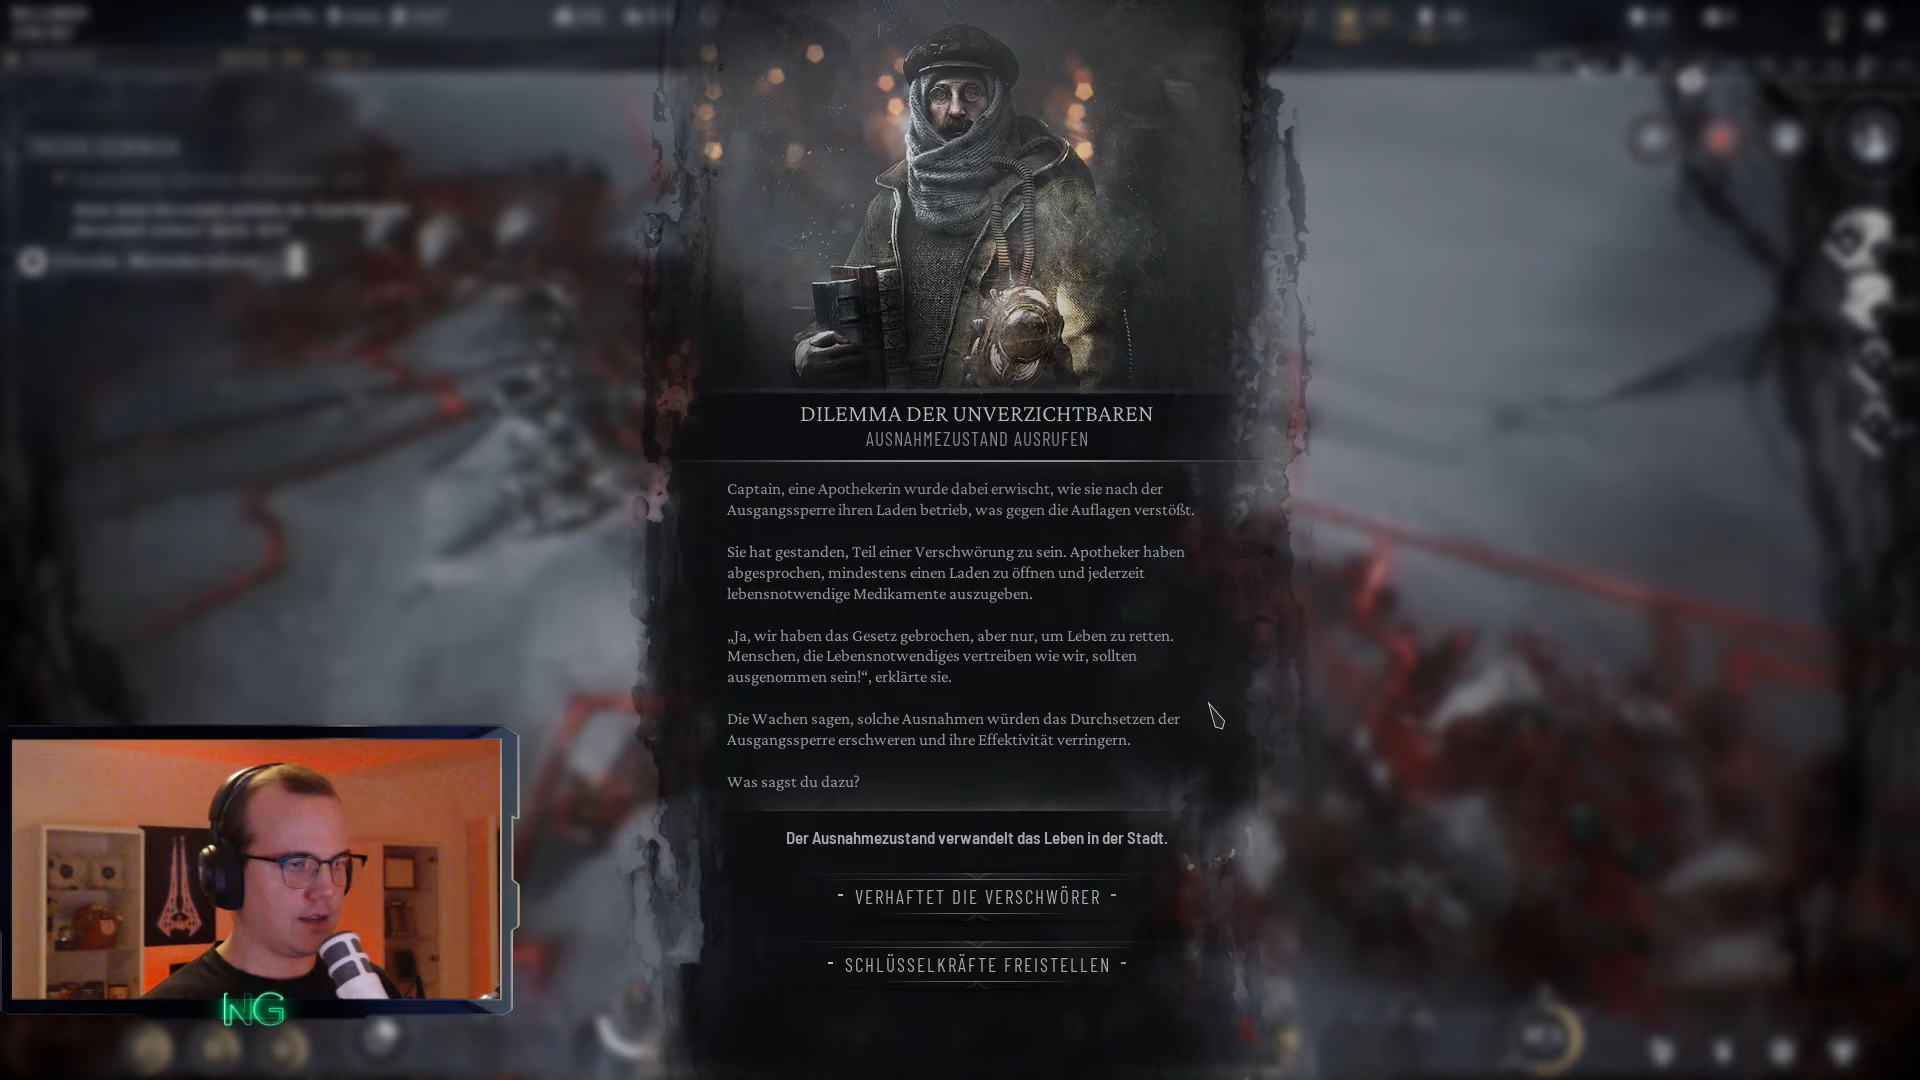 DILEMMA DER UNVERZICHTBAREN
AUSNAHMEZUSTAND AUSRUFEN
Captain, eine Apothekerin wurde dabei erwischt, wie sie nach der
Ausgangssperre ihren Laden betrieb, was gegen die Auflagen verstößt.
Sie hat gestanden, Teil einer Verschwörung zu sein. Apotheker haben
abgesprochen, mindestens einen Laden zu öffnen und jederzeit
lebensnotwendige Medikamente auszugeben.
„Ja, wir haben das Gesetz gebrochen, aber nur, um Leben zu retten.
Menschen, die Lebensnotwendiges vertreiben wie wir, sollten
ausgenommen sein!“, erklärte sie.
Die Wachen sagen, solche Ausnahmen würden das Durchsetzen der
Ausgangssperre erschweren und ihre Effektivität verringern.
Was sagst du dazu?
Der Ausnahmezustand verwandelt das Leben in der Stadt.
- VERHAFTET DIE VERSCHWÖRER -
- SCHLÜSSELKRÄFTE FREISTELLEN -
NG